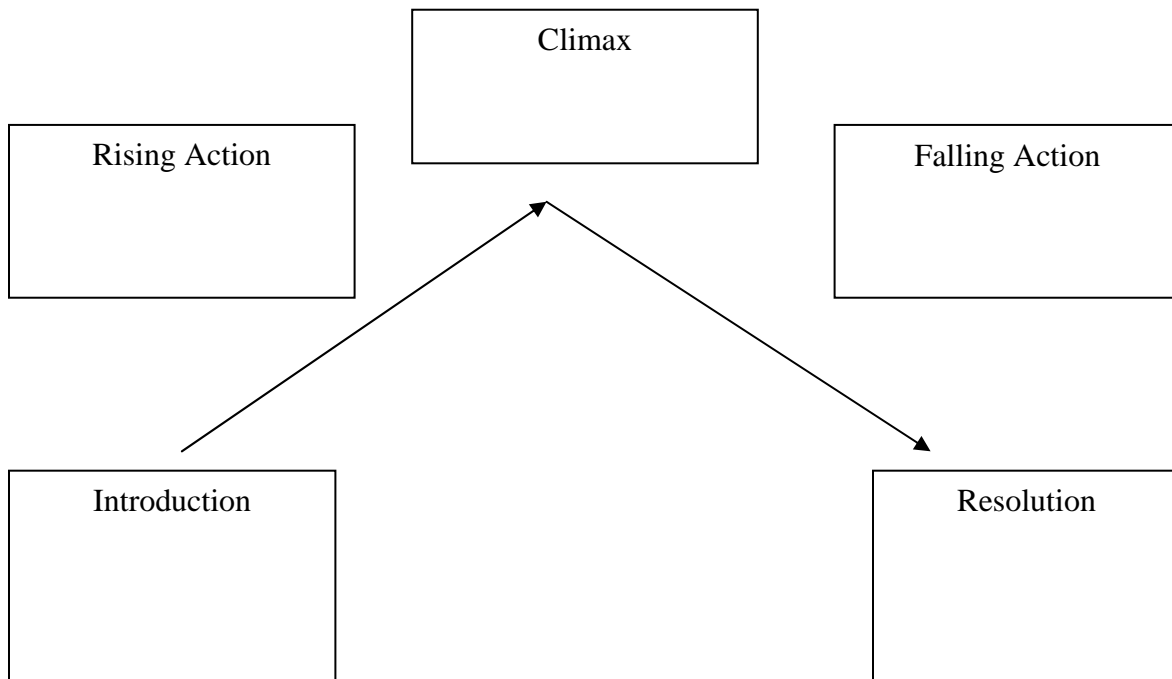 Climax
Rising Action
Falling Action
Introduction
Resolution